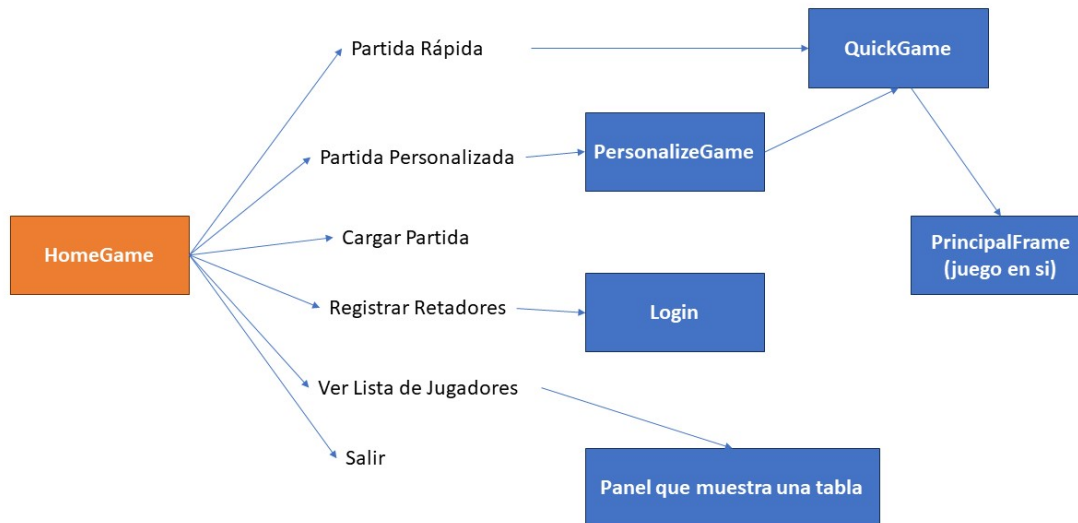 Partida Rápida
QuickGame
Partida Personalizada
PersonalizeGame
HomeGame
Cargar Partida
PrincipalFrame
(juego en si)
Registrar Retadores
Login
Ver Lista de Jugadores
Salir
Panel que muestra una tabla